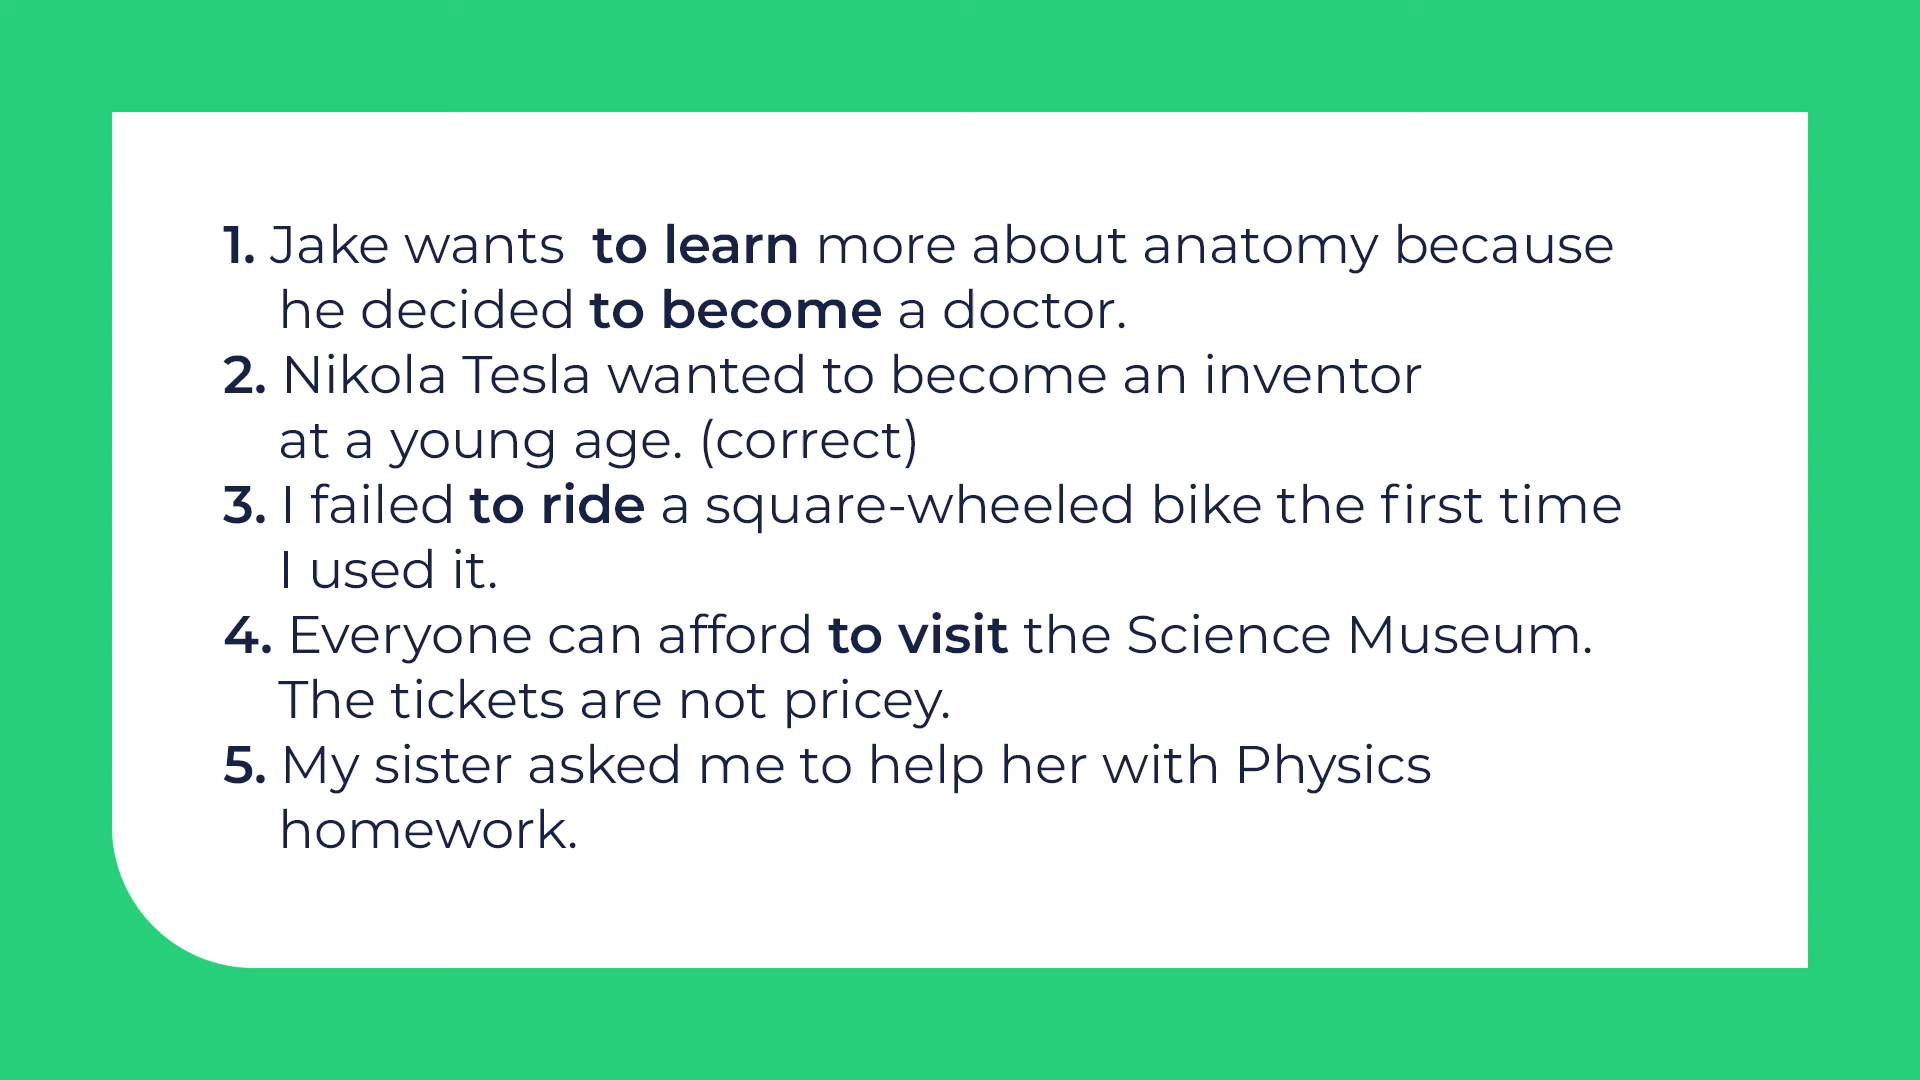 1. Jake wants  to learn more about anatomy because
he decided to become a doctor.
2. Nikola Tesla wanted to become an inventor
at a young age. (correct)
3. I failed to ride a square-wheeled bike the first time
I used it.
4. Everyone can afford to visit the Science Museum.
The tickets are not pricey.
5. My sister asked me to help her with Physics
homework.